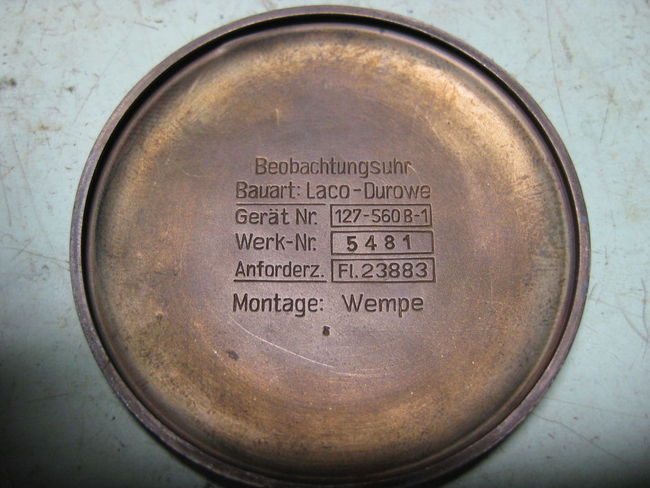 Beobachtungsuhr
Bauart: Laco-Durowe
Gerät Nr. 127-560 B-1
Werk-Nr. 5481
Anforderz. Fl. 23883
Montage: Wempe